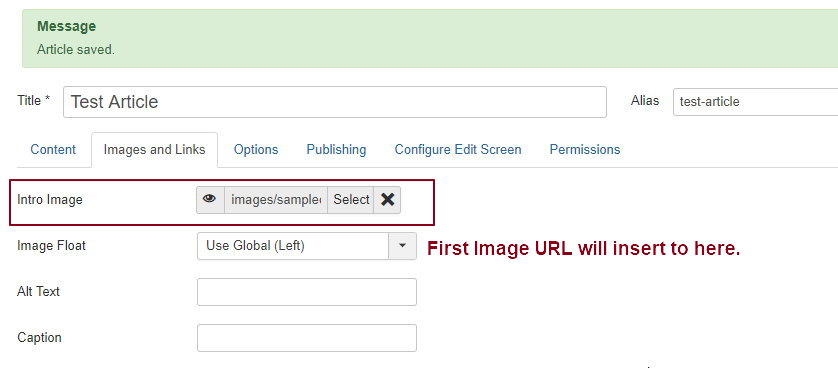 Message
Article saved.
Title * Test Article Alias test-article
Content Images and Links Options Publishing Configure Edit Screen Permissions
Intro Image images/sample Select
Image Float Use Global (Left) First Image URL will insert to here.
Alt Text
Caption